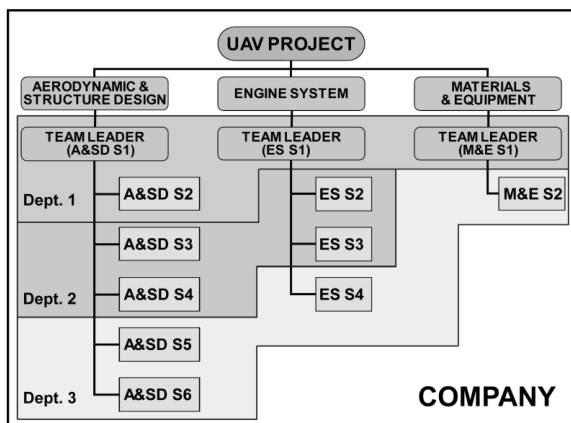 UAV PROJECT
AERODYNAMIC &
STRUCTURE DESIGN
ENGINE SYSTEM
MATERIALS
& EQUIPMENT
TEAM LEADER
(A&SD S1)
TEAM LEADER
(ES S1)
TEAM LEADER
(M&E S1)
Dept. 1
A&SD S2
ES S2
M&E S2
A&SD S3
ES S3
Dept. 2
A&SD S4
ES S4
A&SD S5
Dept. 3
A&SD S6
COMPANY